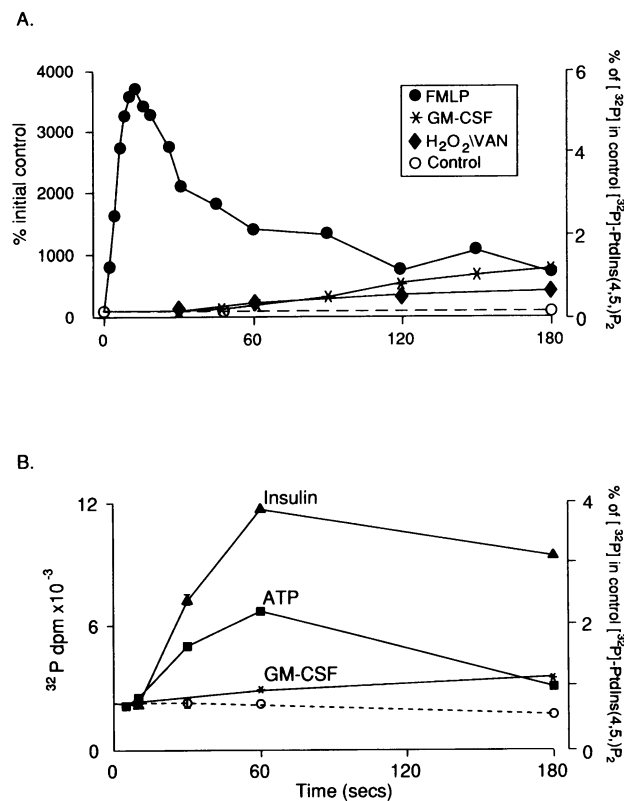 A.
4000
3000
2000
1000
0
% initial control
FMLP
GM-CSF
H₂O₂\VAN
Control
6
4
2
0
% of [ ³²P] in control [³²P]-PtdIns(4,5,)P₂
0
60
120
180
B.
12
6
0
³²P dpm x10⁻³
Insulin
ATP
GM-CSF
4
3
2
1
0
% of [ ³²P] in control [³²P]-PtdIns(4,5,)P₂
0
60
120
180
Time (secs)